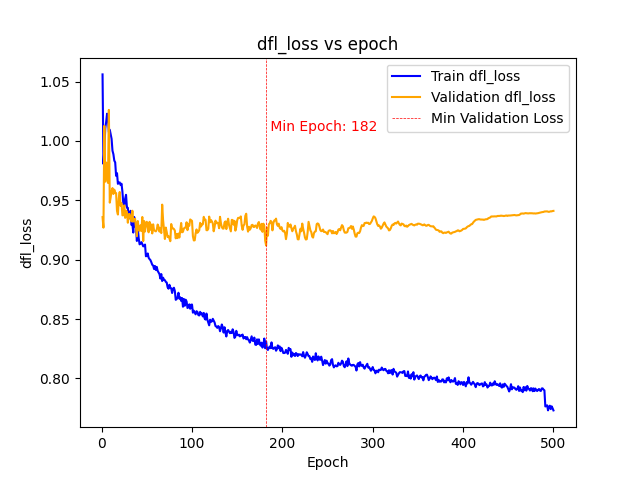 dfl_loss vs epoch
Train dfl_loss
Validation dfl_loss
Min Validation Loss
Min Epoch: 182
dfl_loss
1.05
1.00
0.95
0.90
0.85
0.80
0
100
200
300
400
500
Epoch